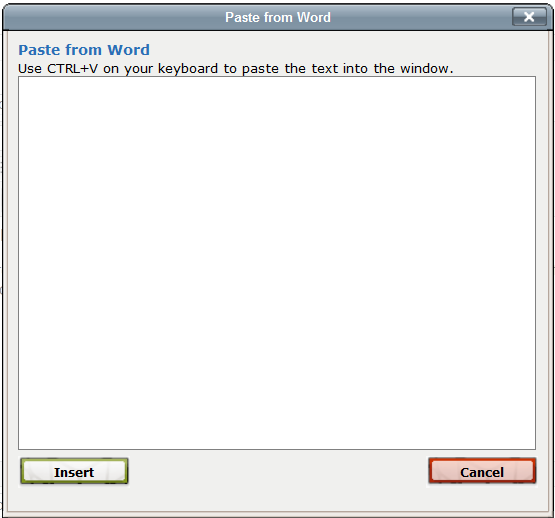 Paste from Word
Paste from Word
Use CTRL+V on your keyboard to paste the text into the window.
Insert
Cancel